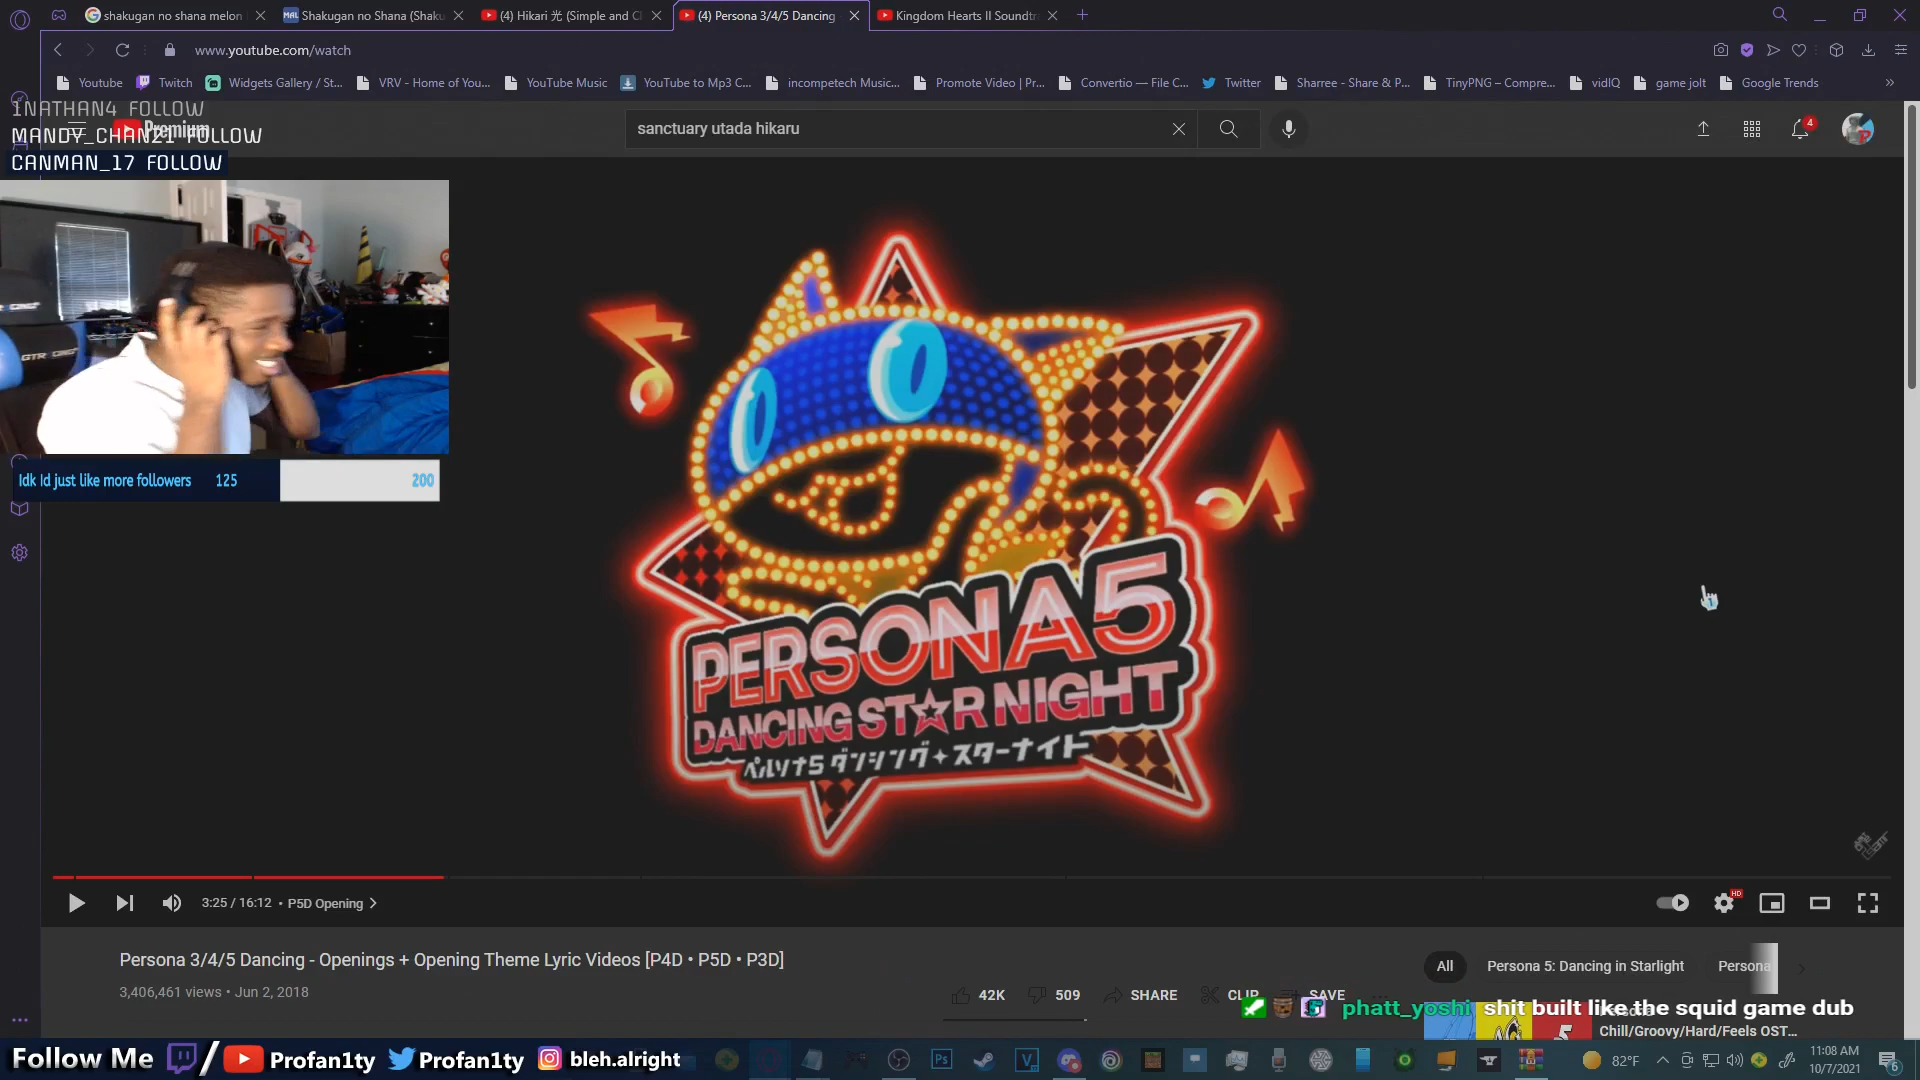 shakugan no shana melon
Shakugan no Shana (Shaku
(4) Hikari 光 (Simple and Cl
(4) Persona 3/4/5 Dancing
Kingdom Hearts II Soundtr
www.youtube.com/watch
Youtube
Twitch
Widgets Gallery / St...
VRV - Home of You...
YouTube Music
YouTube to Mp3 C...
incompetech Music...
Promote Video | Pr...
Convertio — File C...
Twitter
Sharree - Share & P...
TinyPNG – Compre...
vidIQ
game jolt
Google Trends
1NATHAN4 FOLLOW
Premium
MANDY_CHAN21 FOLLOW
CANMAN_17 FOLLOW
sanctuary utada hikaru
4
Idk Id just like more followers 125 200
PERSONA5
DANCING ST☆R NIGHT
ペルソナ5 ダンシング✦スターナイト
3:25 / 16:12 • P5D Opening
HD
Persona 3/4/5 Dancing - Openings + Opening Theme Lyric Videos [P4D • P5D • P3D]
3,406,461 views • Jun 2, 2018
42K 509 SHARE CLIP SAVE
All Persona 5: Dancing in Starlight Persona
phatt_yoshi shit built like the squid game dub
Chill/Groovy/Hard/Feels OST...
Follow Me / Profan1ty Profan1ty bleh.alright
82°F
11:08 AM
10/7/2021
6